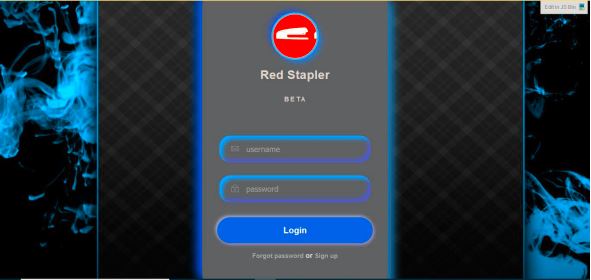 Edit in JS Bin
Red Stapler
BETA
username
password
Login
Forgot password or Sign up